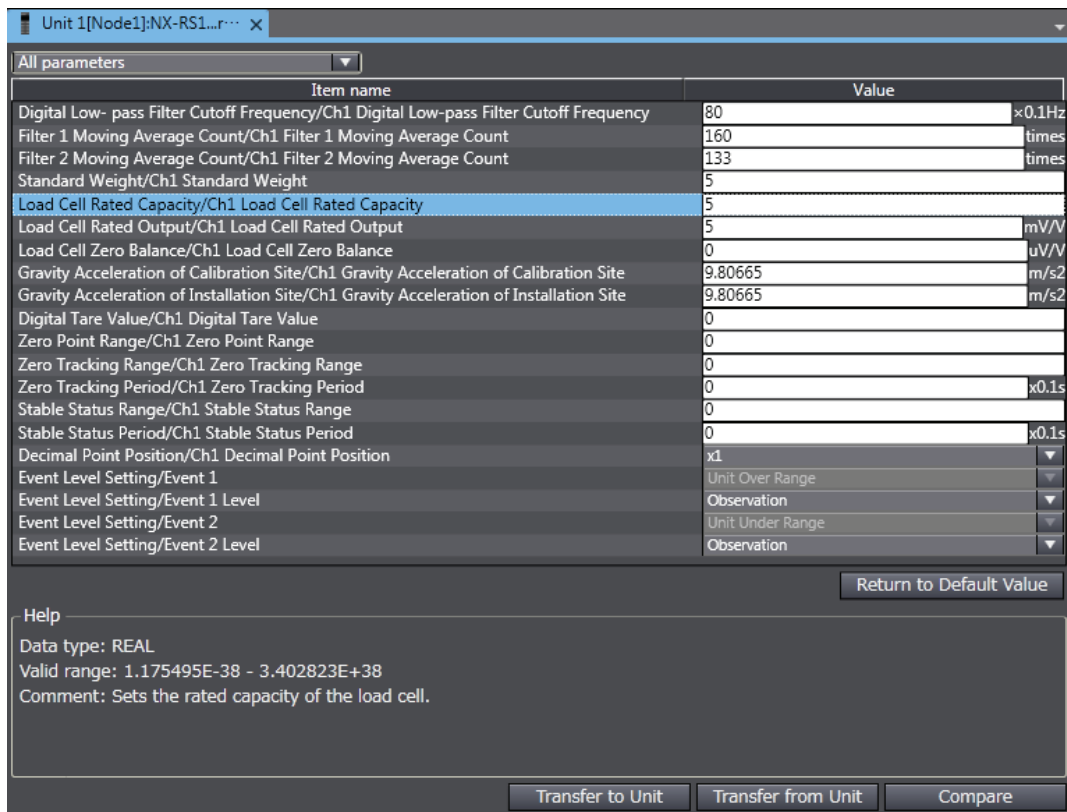 Unit 1[Node1]:NX-RS1...r··· ×
All parameters
Item name Value
Digital Low- pass Filter Cutoff Frequency/Ch1 Digital Low-pass Filter Cutoff Frequency 80 ×0.1Hz
Filter 1 Moving Average Count/Ch1 Filter 1 Moving Average Count 160 times
Filter 2 Moving Average Count/Ch1 Filter 2 Moving Average Count 133 times
Standard Weight/Ch1 Standard Weight 5
Load Cell Rated Capacity/Ch1 Load Cell Rated Capacity 5
Load Cell Rated Output/Ch1 Load Cell Rated Output 5 mV/V
Load Cell Zero Balance/Ch1 Load Cell Zero Balance 0 uV/V
Gravity Acceleration of Calibration Site/Ch1 Gravity Acceleration of Calibration Site 9.80665 m/s2
Gravity Acceleration of Installation Site/Ch1 Gravity Acceleration of Installation Site 9.80665 m/s2
Digital Tare Value/Ch1 Digital Tare Value 0
Zero Point Range/Ch1 Zero Point Range 0
Zero Tracking Range/Ch1 Zero Tracking Range 0
Zero Tracking Period/Ch1 Zero Tracking Period 0 x0.1s
Stable Status Range/Ch1 Stable Status Range 0
Stable Status Period/Ch1 Stable Status Period 0 x0.1s
Decimal Point Position/Ch1 Decimal Point Position x1
Event Level Setting/Event 1 Unit Over Range
Event Level Setting/Event 1 Level Observation
Event Level Setting/Event 2 Unit Under Range
Event Level Setting/Event 2 Level Observation
Return to Default Value
Help
Data type: REAL
Valid range: 1.175495E-38 - 3.402823E+38
Comment: Sets the rated capacity of the load cell.
Transfer to Unit Transfer from Unit Compare